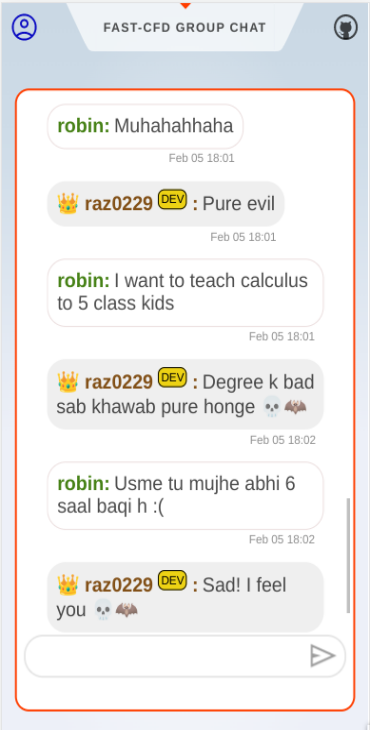 FAST-CFD GROUP CHAT
robin: Muhahahhaha
Feb 05 18:01
👑 raz0229 DEV : Pure evil
Feb 05 18:01
robin: I want to teach calculus
to 5 class kids
Feb 05 18:01
👑 raz0229 DEV : Degree k bad
sab khawab pure honge 💀🦇
Feb 05 18:02
robin: Usme tu mujhe abhi 6
saal baqi h :(
Feb 05 18:02
👑 raz0229 DEV : Sad! I feel
you 💀🦇